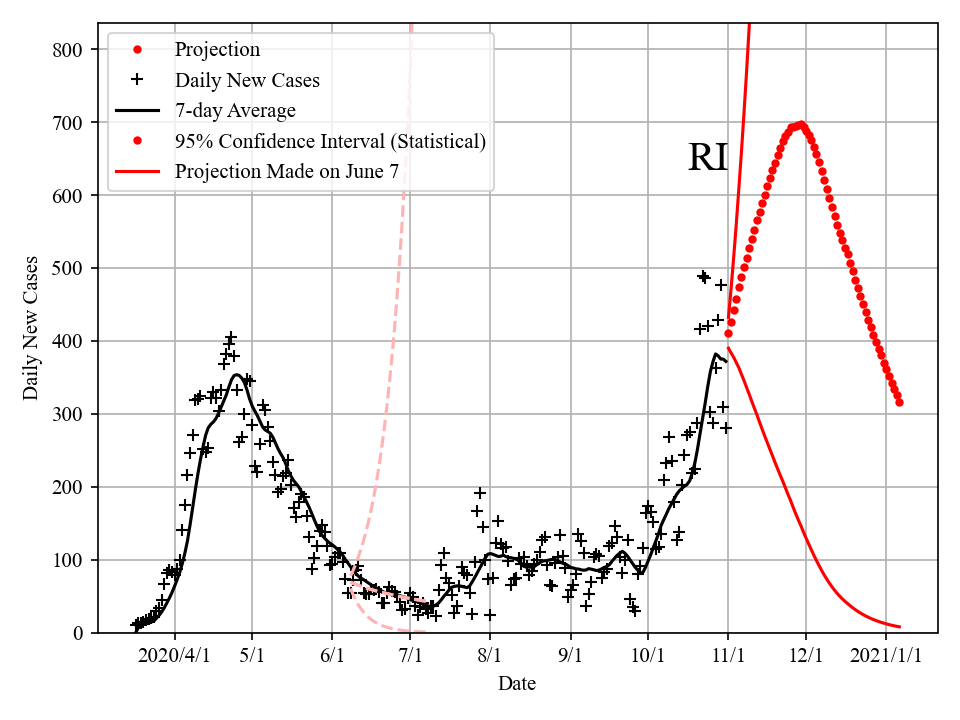 800
700
600
500
400
300
200
100
0
Daily New Cases
Projection
Daily New Cases
7-day Average
95% Confidence Interval (Statistical)
Projection Made on June 7
RI
2020/4/1 5/1 6/1 7/1 8/1 9/1 10/1 11/1 12/1 2021/1/1
Date